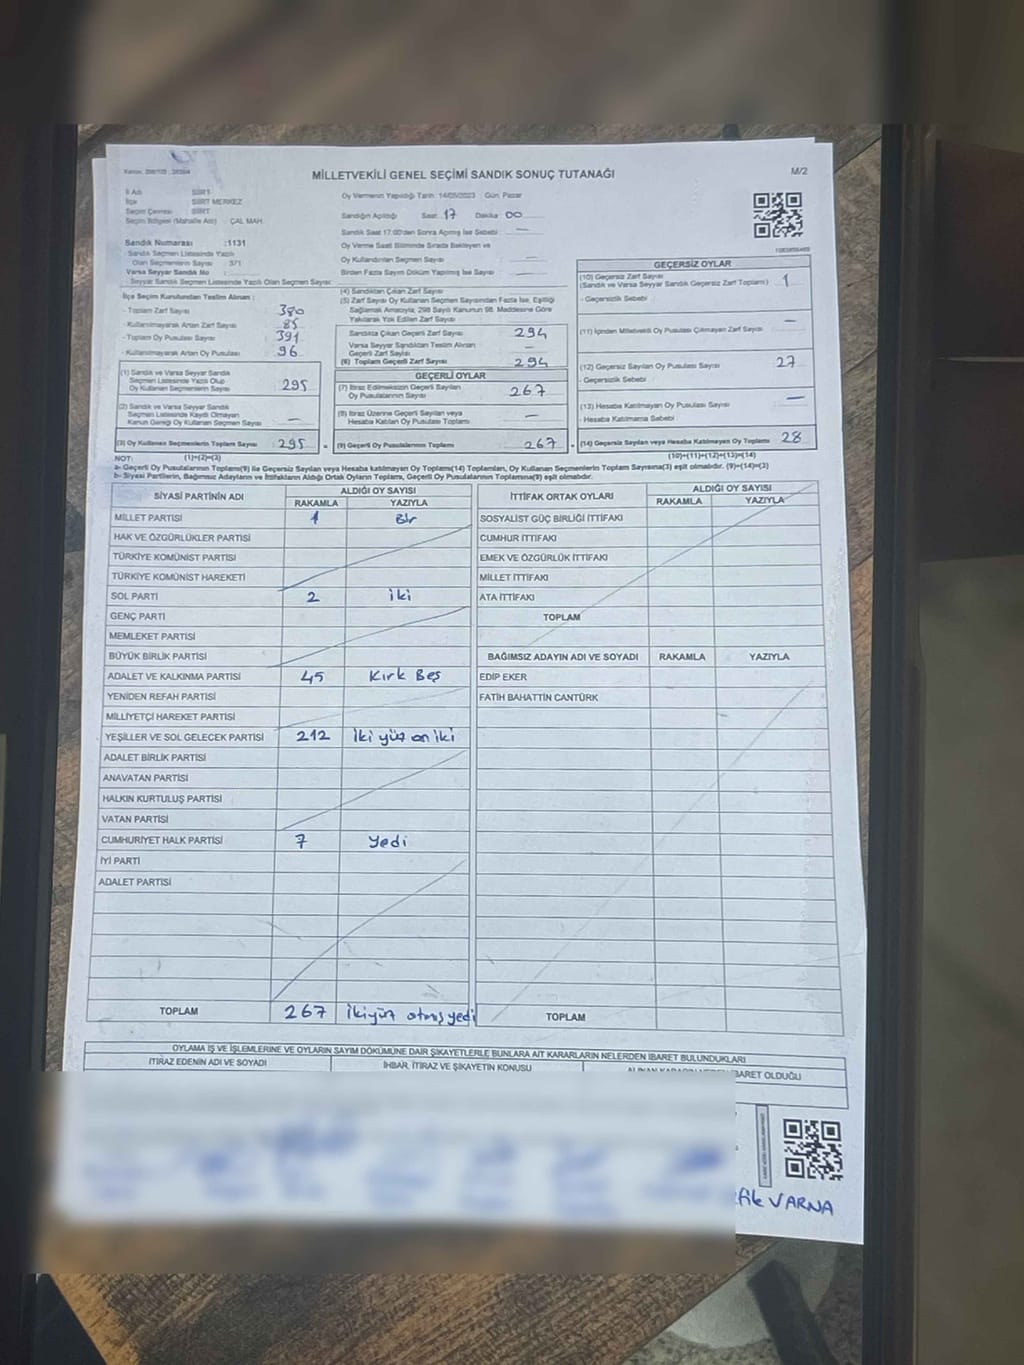 MİLLETVEKİLİ GENEL SEÇİMİ SANDIK SONUÇ TUTANAĞI
M/2
İl Adı : SİİRT
İlçe : SİİRT MERKEZ
Seçim Çevresi : SİİRT
Seçim Bölgesi (Mahalle Adı) : ÇAL MAH
Sandık Numarası : 1131
Sandık Seçmen Listesinde Yazılı
Olan Seçmenlerin Sayısı : 371
Varsa Seyyar Sandık No :
Seyyar Sandık Seçmen Listesinde Yazılı Olan Seçmen Sayısı
Oy Vermenin Yapıldığı Tarih: 14/05/2023 Gün: Pazar
Sandığın Açıldığı Saat: 17 Dakika: 00
Sandık Saat 17.00'den Sonra Açılmış İse Sebebi : —
Oy Verme Saati Bitiminde Sırada Bekleyen ve
Oy Kullandırılan Seçmen Sayısı —
Birden Fazla Sayım Döküm Yapılmış İse Sayısı —
İlçe Seçim Kurulundan Teslim Alınan :
- Toplam Zarf Sayısı 380
- Kullanılmayarak Artan Zarf Sayısı 85
- Toplam Oy Pusulası 391
- Kullanılmayarak Artan Oy Pusulası 96
(1) Sandık ve Varsa Seyyar Sandık
Seçmen Listesinde Yazılı Olup
Oy Kullanan Seçmenlerin Sayısı 295
(2) Sandık ve Varsa Seyyar Sandık
Seçmen Listesinde Kaydı Olmayan
Kanun Gereği Oy Kullanan Seçmen Sayısı —
(3) Oy Kullanan Seçmenlerin Toplam Sayısı 295
(4) Sandıktan Çıkan Zarf Sayısı
(5) Zarf Sayısı Oy Kullanan Seçmen Sayısından Fazla İse, Eşitliği
Sağlamak Amacıyla; 298 Sayılı Kanunun 98. Maddesine Göre
Yakılarak Yok Edilen Zarf Sayısı
Sandıkta Çıkan Geçerli Zarf Sayısı 294
Varsa Seyyar Sandıktan Teslim Alınan
Geçerli Zarf Sayısı —
(6) Toplam Geçerli Zarf Sayısı 294
GEÇERLİ OYLAR
(7) İtiraz Edilmeksizin Geçerli Sayılan
Oy Pusulalarının Sayısı 267
(8) İtiraz Üzerine Geçerli Sayılan veya
Hesaba Katılan Oy Pusulası Toplamı —
(9) Geçerli Oy Pusulalarının Toplamı 267
GEÇERSİZ OYLAR
(10) Geçersiz Zarf Sayısı
(Sandık ve Varsa Seyyar Sandık Geçersiz Zarf Toplamı) 1
- Geçersizlik Sebebi
(11) İçinden Milletvekili Oy Pusulası Çıkmayan Zarf Sayısı —
(12) Geçersiz Sayılan Oy Pusulası Sayısı 27
- Geçersizlik Sebebi
(13) Hesaba Katılmayan Oy Pusulası Sayısı —
- Hesaba Katılmama Sebebi
(14) Geçersiz Sayılan veya Hesaba Katılmayan Oy Toplamı 28
NOT: (1)+(2)=(3) (10)+(11)+(12)+(13)=(14)
a- Geçerli Oy Pusulalarının Toplamı(9) ile Geçersiz Sayılan veya Hesaba katılmayan Oy Toplamı(14) Toplamları, Oy Kullanan Seçmenlerin Toplam Sayısına(3) eşit olmalıdır. (9)+(14)=(3)
b- Siyasi Partilerin, Bağımsız Adayların ve İttifakların Aldığı Ortak Oyların Toplamı, Geçerli Oy Pusulalarının Toplamına(9) eşit olmalıdır.
SİYASİ PARTİNİN ADI ALDIĞI OY SAYISI
RAKAMLA YAZIYLA
MİLLET PARTİSİ 1 Bir
HAK VE ÖZGÜRLÜKLER PARTİSİ
TÜRKİYE KOMÜNİST PARTİSİ
TÜRKİYE KOMÜNİST HAREKETİ
SOL PARTİ 2 iki
GENÇ PARTİ
MEMLEKET PARTİSİ
BÜYÜK BİRLİK PARTİSİ
ADALET VE KALKINMA PARTİSİ 45 Kırk Beş
YENİDEN REFAH PARTİSİ
MİLLİYETÇİ HAREKET PARTİSİ
YEŞİLLER VE SOL GELECEK PARTİSİ 212 İki yüz on iki
ADALET BİRLİK PARTİSİ
ANAVATAN PARTİSİ
HALKIN KURTULUŞ PARTİSİ
VATAN PARTİSİ
CUMHURİYET HALK PARTİSİ 7 Yedi
İYİ PARTİ
ADALET PARTİSİ
TOPLAM 267 İkiyüz atmış yedi
İTTİFAK ORTAK OYLARI ALDIĞI OY SAYISI
RAKAMLA YAZIYLA
SOSYALİST GÜÇ BİRLİĞİ İTTİFAKI
CUMHUR İTTİFAKI
EMEK VE ÖZGÜRLÜK İTTİFAKI
MİLLET İTTİFAKI
ATA İTTİFAKI
TOPLAM
BAĞIMSIZ ADAYIN ADI VE SOYADI RAKAMLA YAZIYLA
EDİP EKER
FATİH BAHATTİN CANTÜRK
TOPLAM
OYLAMA İŞ VE İŞLEMLERİNE VE OYLARIN SAYIM DÖKÜMÜNE DAİR ŞİKAYETLERLE BUNLARA AİT KARARLARIN NELERDEN İBARET BULUNDUKLARI
İTİRAZ EDENİN ADI VE SOYADI İHBAR, İTİRAZ VE ŞİKAYETİN KONUSU İBARET OLDUĞU
fik VARNA